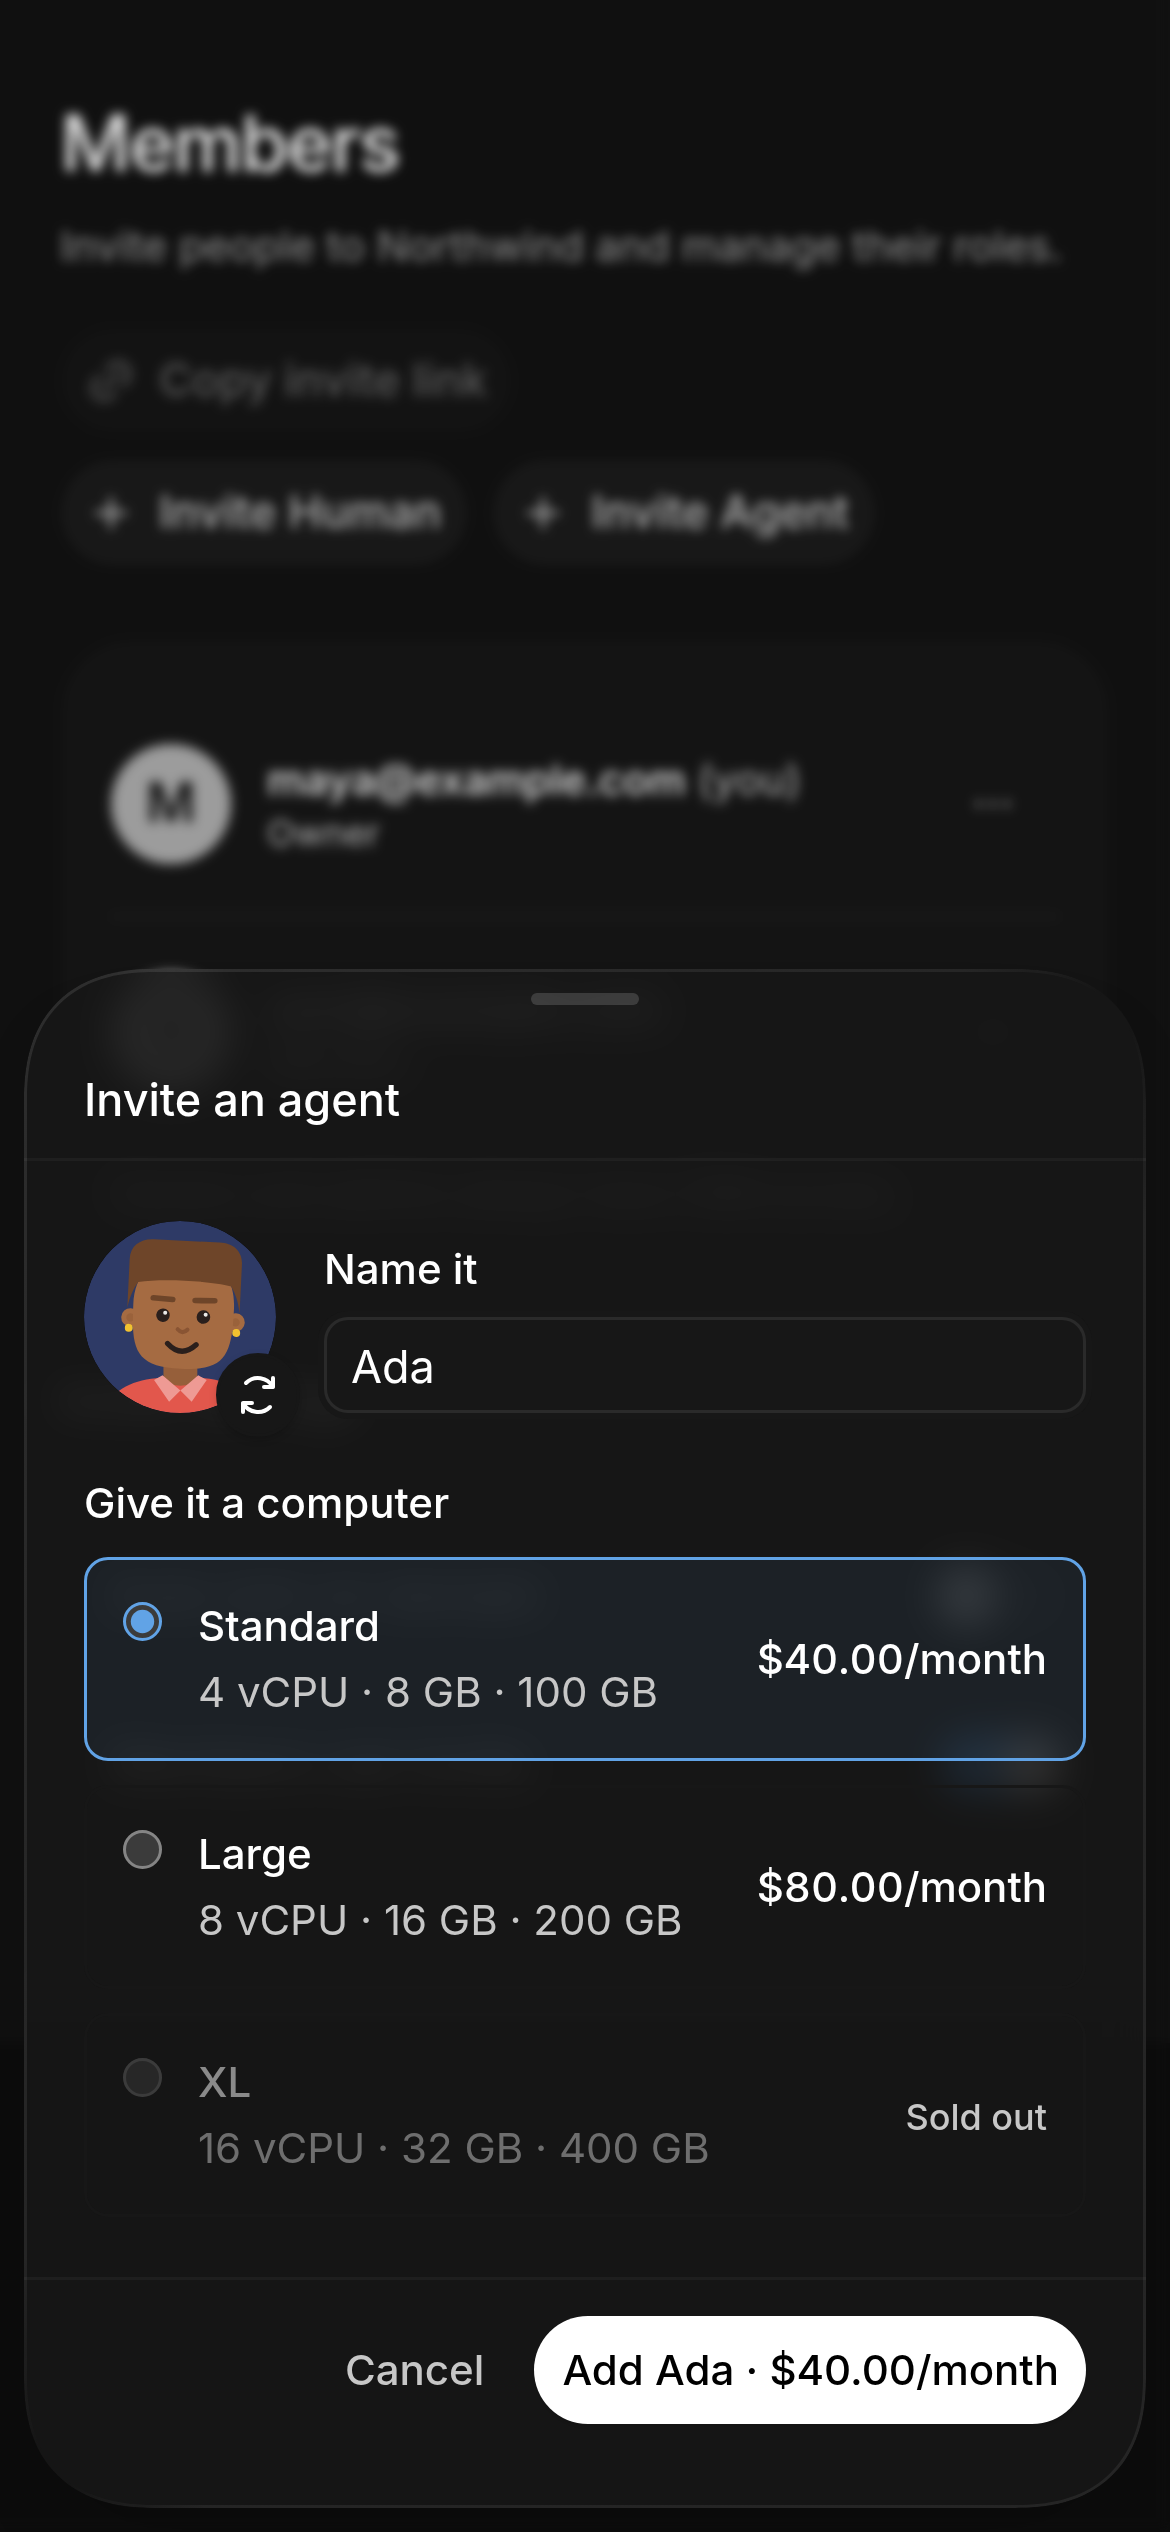 Members
Invite people to Northwind and manage their roles.
Copy invite link
+ Invite Human
+ Invite Agent
M
maya@example.com (you)
Owner
Invite an agent
Name it
Ada
Give it a computer
Standard
4 vCPU · 8 GB · 100 GB
$40.00/month
Large
8 vCPU · 16 GB · 200 GB
$80.00/month
XL
16 vCPU · 32 GB · 400 GB
Sold out
Cancel
Add Ada · $40.00/month